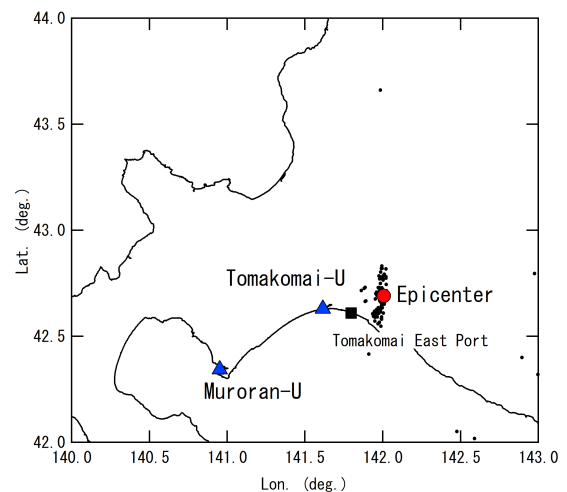 44.0
43.5
43.0
42.5
42.0
Lat. (deg.)
Tomakomai-U
Epicenter
Tomakomai East Port
Muroran-U
140.0 140.5 141.0 141.5 142.0 142.5 143.0
Lon. (deg.)